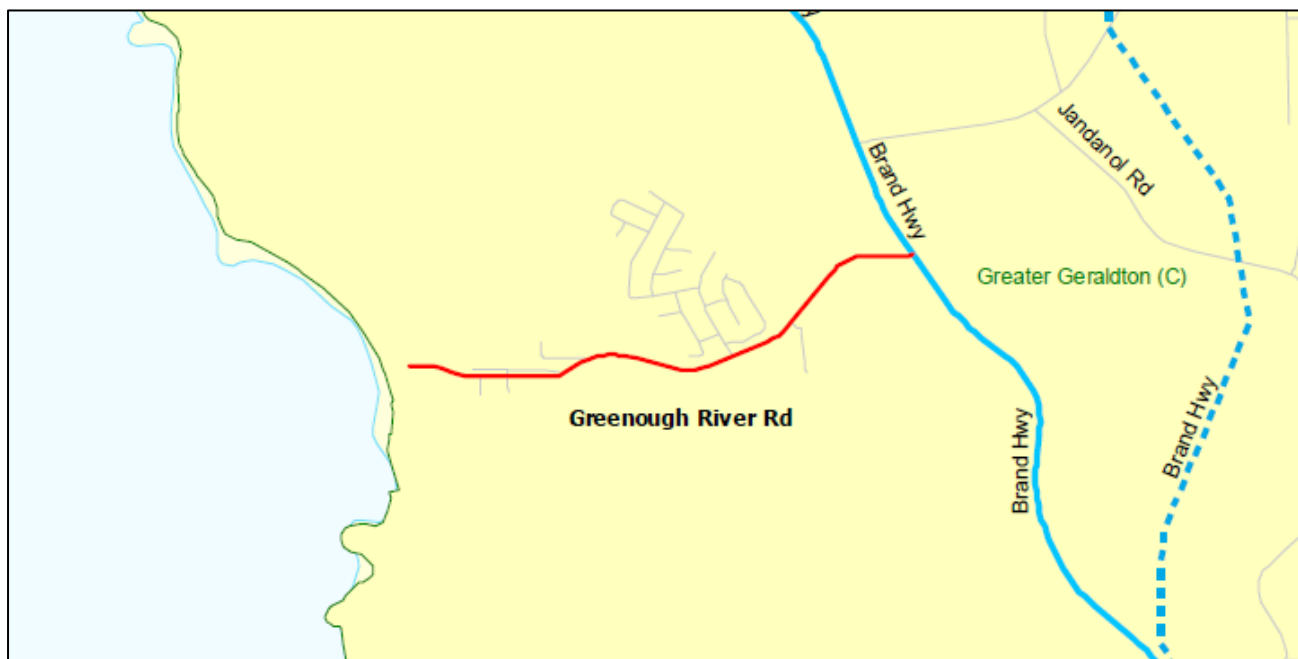 Brand Hwy
Jandanol Rd
Greater Geraldton (C)
Greenough River Rd
Brand Hwy
Brand Hwy